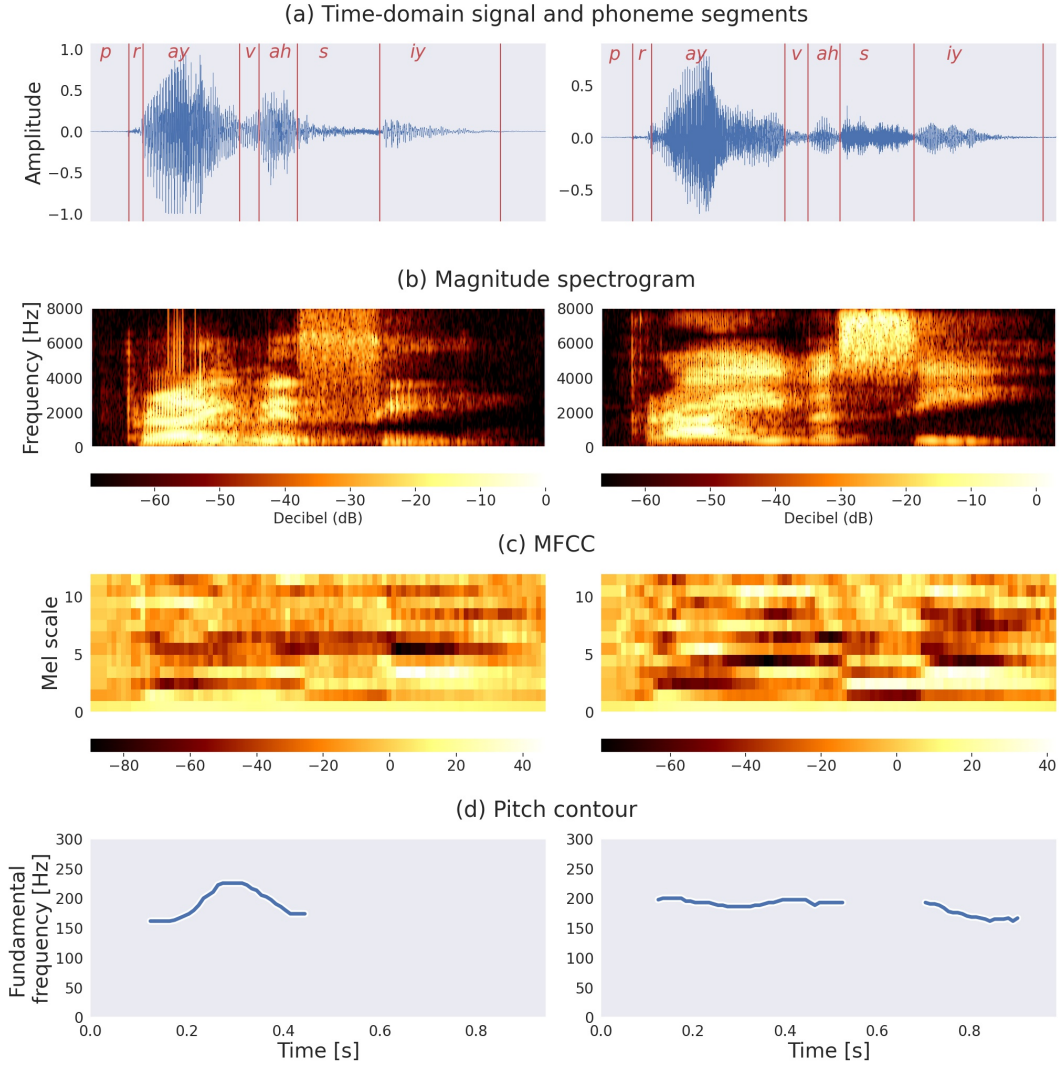 (a) Time-domain signal and phoneme segments
Amplitude
1.0
0.5
0.0
−0.5
−1.0
p r ay v ah s iy
0.5
0.0
−0.5
p r ay v ah s iy
(b) Magnitude spectrogram
Frequency [Hz]
8000
6000
4000
2000
0
8000
6000
4000
2000
0
−60 −50 −40 −30 −20 −10 0
Decibel (dB)
−60 −50 −40 −30 −20 −10 0
Decibel (dB)
(c) MFCC
Mel scale
10
5
0
10
5
0
−80 −60 −40 −20 0 20 40
−60 −40 −20 0 20 40
(d) Pitch contour
Fundamental
frequency [Hz]
300
250
200
150
100
50
0
0.0 0.2 0.4 0.6 0.8
Time [s]
300
250
200
150
100
50
0
0.0 0.2 0.4 0.6 0.8
Time [s]